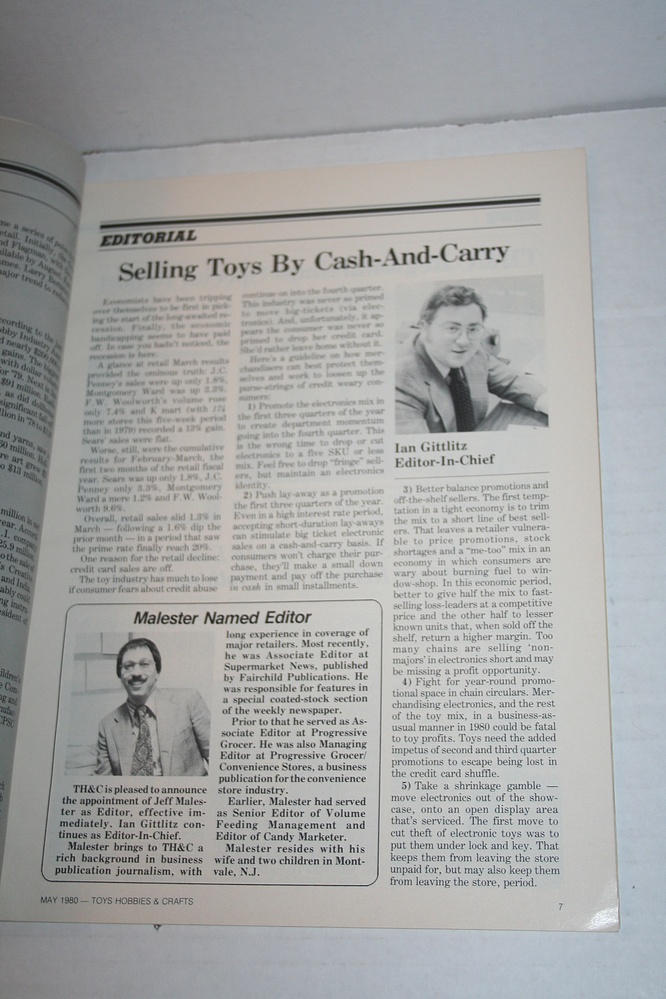 EDITORIAL
Selling Toys By Cash-And-Carry
Economists have been tripping
over themselves to be first in pick-
ing the start of the long-awaited re-
cession. Finally, the economic
handicapping seems to have paid
off. In case you hadn't noticed, the
recession is here.
A glance at retail March results
provided the ominous truth: J.C.
Penney's sales were up only 1.8%,
Montgomery Ward was up 3.3%,
F.W. Woolworth's volume rose
only 7.4% and K mart (with 172
more stores this five-week period
than in 1979) recorded a 13% gain.
Sears' sales were flat.
Worse, still, were the cumulative
results for February-March, the
first two months of the retail fiscal
year. Sears was up only 1.8%, J.C.
Penney only 3.3%, Montgomery
Ward a mere 1.2% and F.W. Wool-
worth 9.6%.
Overall, retail sales slid 1.3% in
March — following a 1.6% dip the
prior month — in a period that saw
the prime rate finally reach 20%.
One reason for the retail decline:
credit card sales are off.
The toy industry has much to lose
if consumer fears about credit abuse
continue on into the fourth quarter.
This industry was never so primed
to move big-tickets (via elec-
tronics). And, unfortunately, it ap-
pears the consumer was never so
primed to drop her credit card.
She'd rather leave home without it.
Here's a guideline on how mer-
chandisers can best protect them-
selves and work to loosen up the
purse-strings of credit weary con-
sumers:
1) Promote the electronics mix in
the first three quarters of the year
to create department momentum
going into the fourth quarter. This
is the wrong time to drop or cut
electronics to a five SKU or less
mix. Feel free to drop "fringe" sell-
ers, but maintain an electronics
identity.
2) Push lay-away as a promotion
the first three quarters of the year.
Even in a high interest rate period,
accepting short-duration lay-aways
can stimulate big ticket electronic
sales on a cash-and-carry basis. If
consumers won't charge their pur-
chase, they'll make a small down
payment and pay off the purchase
in cash in small installments.
Ian Gittlitz
Editor-In-Chief
3) Better balance promotions and
off-the-shelf sellers. The first temp-
tation in a tight economy is to trim
the mix to a short line of best sell-
ers. That leaves a retailer vulnera-
ble to price promotions, stock
shortages and a "me-too" mix in an
economy in which consumers are
wary about burning fuel to win-
dow-shop. In this economic period,
better to give half the mix to fast-
selling loss-leaders at a competitive
price and the other half to lesser
known units that, when sold off the
shelf, return a higher margin. Too
many chains are selling 'non-
majors' in electronics short and may
be missing a profit opportunity.
4) Fight for year-round promo-
tional space in chain circulars. Mer-
chandising electronics, and the rest
of the toy mix, in a business-as-
usual manner in 1980 could be fatal
to toy profits. Toys need the added
impetus of second and third quarter
promotions to escape being lost in
the credit card shuffle.
5) Take a shrinkage gamble —
move electronics out of the show-
case, onto an open display area
that's serviced. The first move to
cut theft of electronic toys was to
put them under lock and key. That
keeps them from leaving the store
unpaid for, but may also keep them
from leaving the store, period.
Malester Named Editor
TH&C is pleased to announce
the appointment of Jeff Males-
ter as Editor, effective im-
mediately. Ian Gittlitz con-
tinues as Editor-In-Chief.
Malester brings to TH&C a
rich background in business
publication journalism, with
long experience in coverage of
major retailers. Most recently,
he was Associate Editor at
Supermarket News, published
by Fairchild Publications. He
was responsible for features in
a special coated-stock section
of the weekly newspaper.
Prior to that he served as As-
sociate Editor at Progressive
Grocer. He was also Managing
Editor at Progressive Grocer/
Convenience Stores, a business
publication for the convenience
store industry.
Earlier, Malester had served
as Senior Editor of Volume
Feeding Management and
Editor of Candy Marketer.
Malester resides with his
wife and two children in Mont-
vale, N.J.
MAY 1980 — TOYS HOBBIES & CRAFTS
7